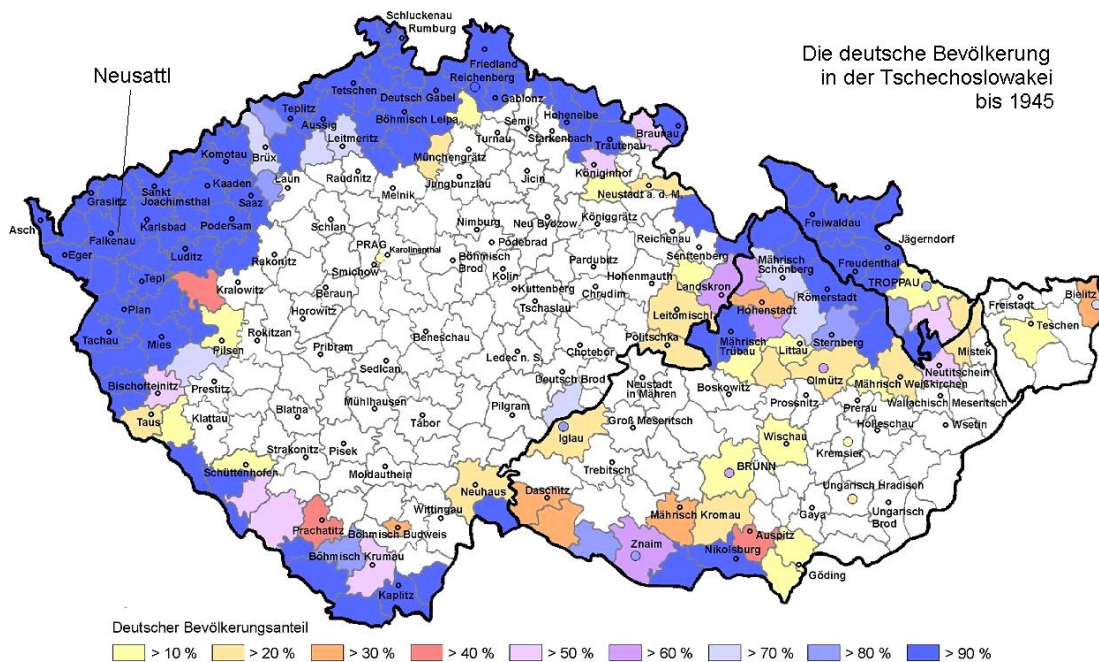 Die deutsche Bevölkerung
in der Tschechoslowakei
bis 1945
Neusattl
Schluckenau
Rumburg
Friedland
Reichenberg
Tetschen
Deutsch Gabel
Gablonz
Teplitz
Aussig
Böhmisch Leipa
Semil
Hohenelbe
Turnau
Starkenbach
Trautenau
Braunau
Leitmeritz
Brüx
Komotau
Münchengrätz
Königinhof
Raudnitz
Jungbunzlau
Jicin
Laun
Melnik
Neustadt a. d. M.
Kaaden
Saaz
Sankt
Joachimsthal
Graslitz
Karlsbad
Podersam
Asch
Falkenau
Eger
Luditz
Schlan
Nimburg
Neu Bydzow
Königgrätz
Reichenau
Senftenberg
PRAG
Karolinenthal
Podebrad
Smichow
Böhmisch
Brod
Kolin
Pardubitz
Hohenmauth
Rakonitz
Tepl
Kralowitz
Beraun
Kuttenberg
Chrudim
Landskron
Plan
Horowitz
Tschaslau
Leitomischl
Tachau
Mies
Rokitzan
Pilsen
Pribram
Beneschau
Ledec n. S.
Chotebor
Politschka
Bischofteinitz
Prestitz
Sedlcan
Deutsch Brod
Taus
Klattau
Blatna
Mühlhausen
Tábor
Pilgram
Schüttenhofen
Strakonitz
Pisek
Moldauthein
Neuhaus
Wittingau
Prachatitz
Böhmisch Budweis
Böhmisch Krumau
Kaplitz
Freiwaldau
Jägerndorf
Freudenthal
TROPPAU
Mährisch
Schönberg
Römerstadt
Hohenstadt
Mährisch
Trübau
Littau
Sternberg
Olmütz
Freistadt
Bielitz
Teschen
Mistek
Neutitschein
Mährisch Weißkirchen
Wallachisch Meseritsch
Neustadt
in Mähren
Boskowitz
Prossnitz
Prerau
Holleschau
Wsetin
Iglau
Groß Meseritsch
Wischau
Kremsier
Trebitsch
BRÜNN
Ungarisch Hradisch
Datschitz
Mährisch Kromau
Gaya
Ungarisch
Brod
Auspitz
Znaim
Nikolsburg
Göding
Deutscher Bevölkerungsanteil
> 10 %
> 20 %
> 30 %
> 40 %
> 50 %
> 60 %
> 70 %
> 80 %
> 90 %